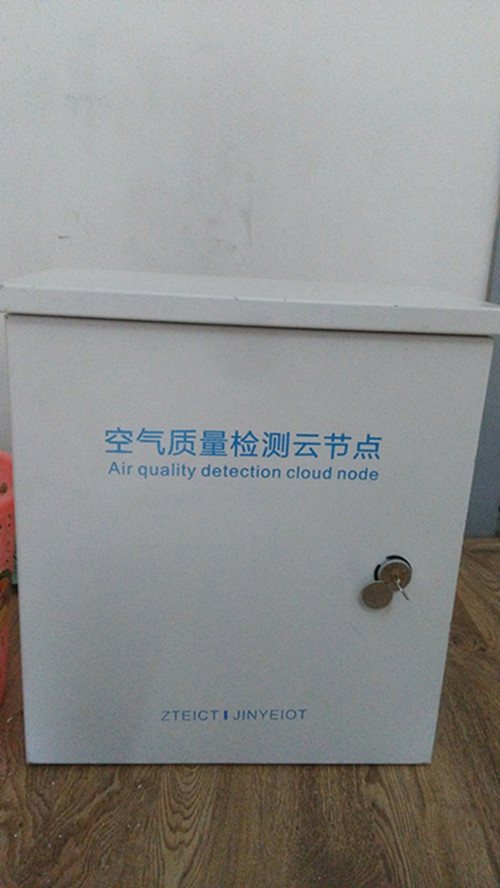 空气质量检测云节点
Air quality detection cloud node
ZTEICT | JINYEIOT